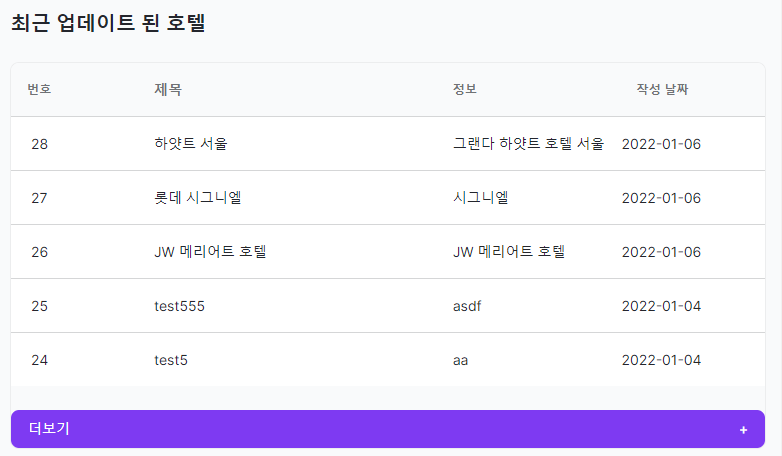 최근 업데이트 된 호텔
번호 제목 정보 작성 날짜
28 하얏트 서울 그랜다 하얏트 호텔 서울 2022-01-06
27 롯데 시그니엘 시그니엘 2022-01-06
26 JW 메리어트 호텔 JW 메리어트 호텔 2022-01-06
25 test555 asdf 2022-01-04
24 test5 aa 2022-01-04
더보기 +